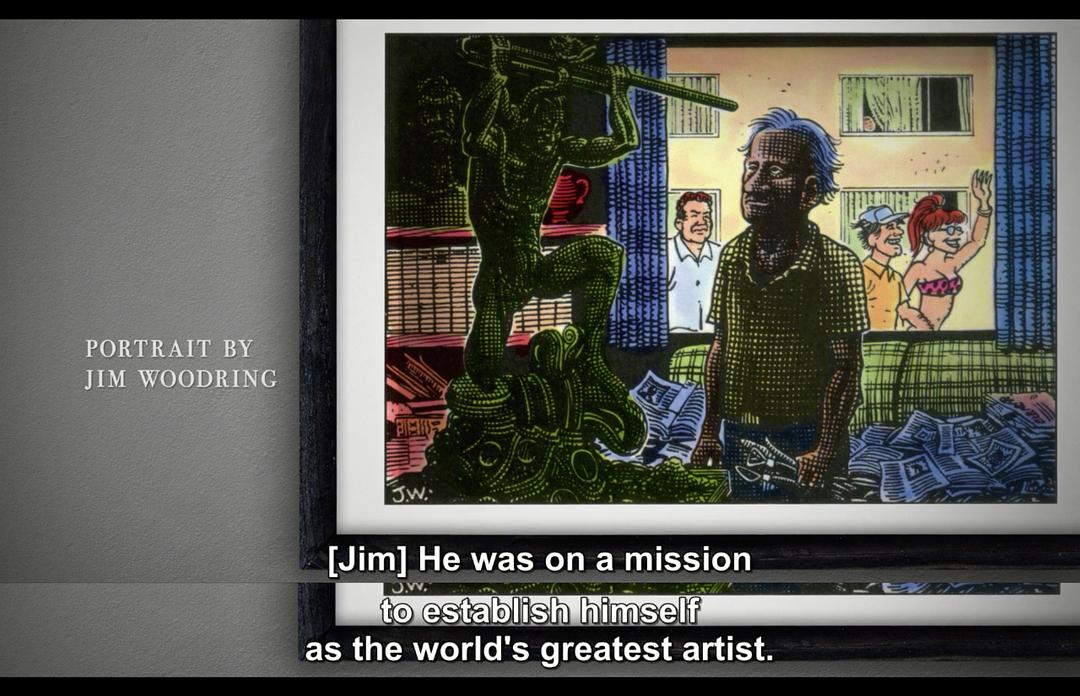 PORTRAIT BY
JIM WOODRING
J.W.
[Jim] He was on a mission
J.W.
to establish himself
as the world's greatest artist.